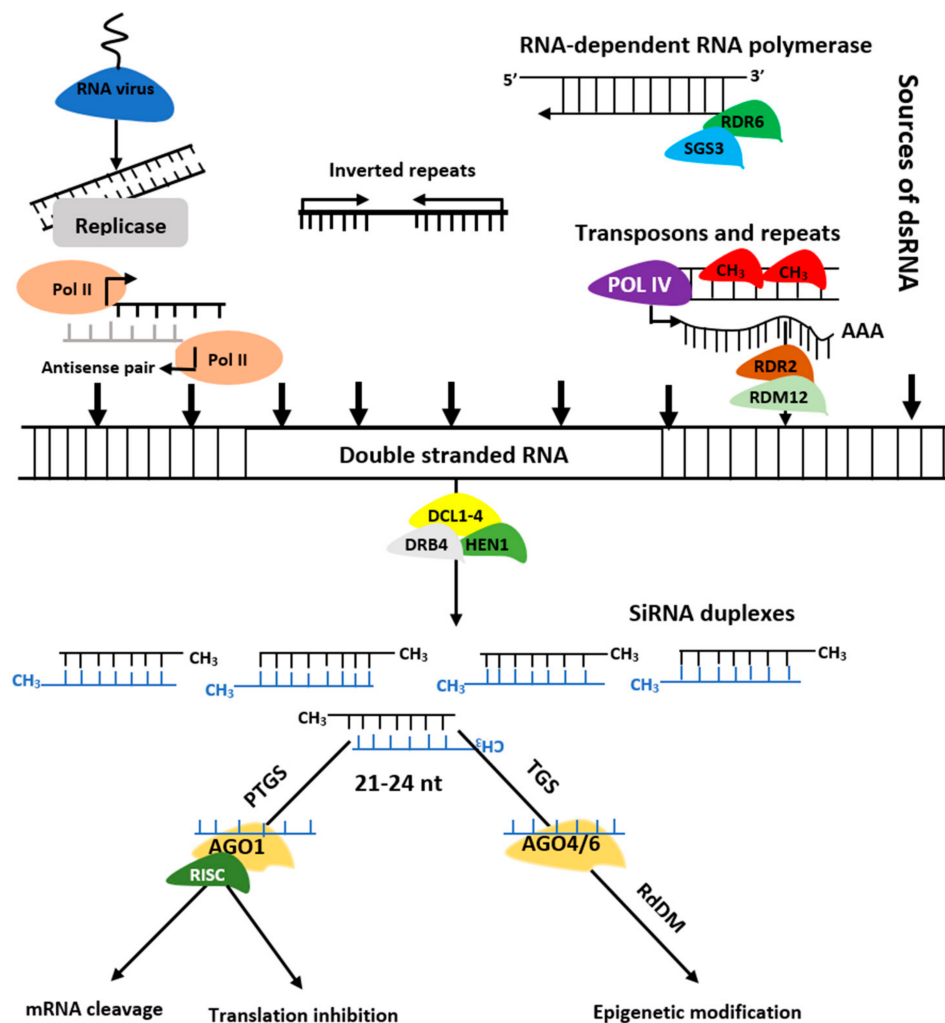 RNA-dependent RNA polymerase
5’
3’
RNA virus
RDR6
SGS3
Sources of dsRNA
Inverted repeats
Replicase
Transposons and repeats
POL IV
CH3
CH3
Pol II
AAA
Pol II
Antisense pair
RDR2
RDM12
Double stranded RNA
DCL1-4
DRB4
HEN1
SiRNA duplexes
CH3
CH3
CH3
CH3
CH3
CH3
CH3
CH3
CH3
CH3
21-24 nt
PTGS
TGS
AGO1
RISC
AGO4/6
RdDM
mRNA cleavage
Translation inhibition
Epigenetic modification